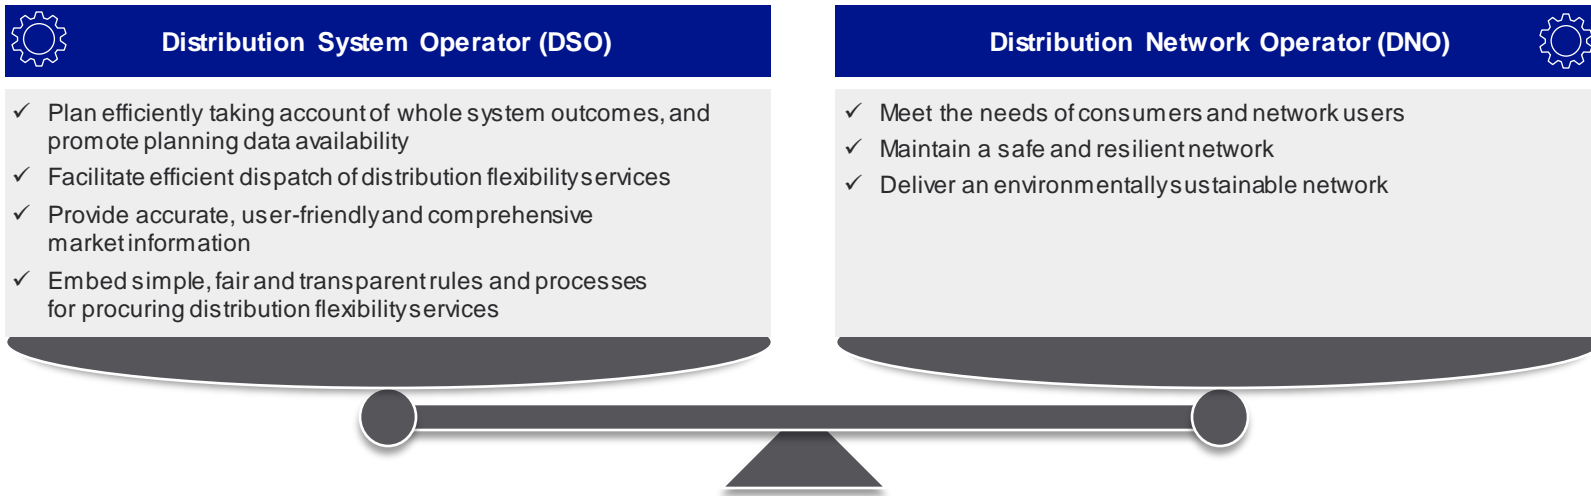 Distribution System Operator (DSO)
✓ Plan efficiently taking account of whole system outcomes, and
promote planning data availability
✓ Facilitate efficient dispatch of distribution flexibility services
✓ Provide accurate, user-friendly and comprehensive
market information
✓ Embed simple, fair and transparent rules and processes
for procuring distribution flexibility services
Distribution Network Operator (DNO)
✓ Meet the needs of consumers and network users
✓ Maintain a safe and resilient network
✓ Deliver an environmentally sustainable network